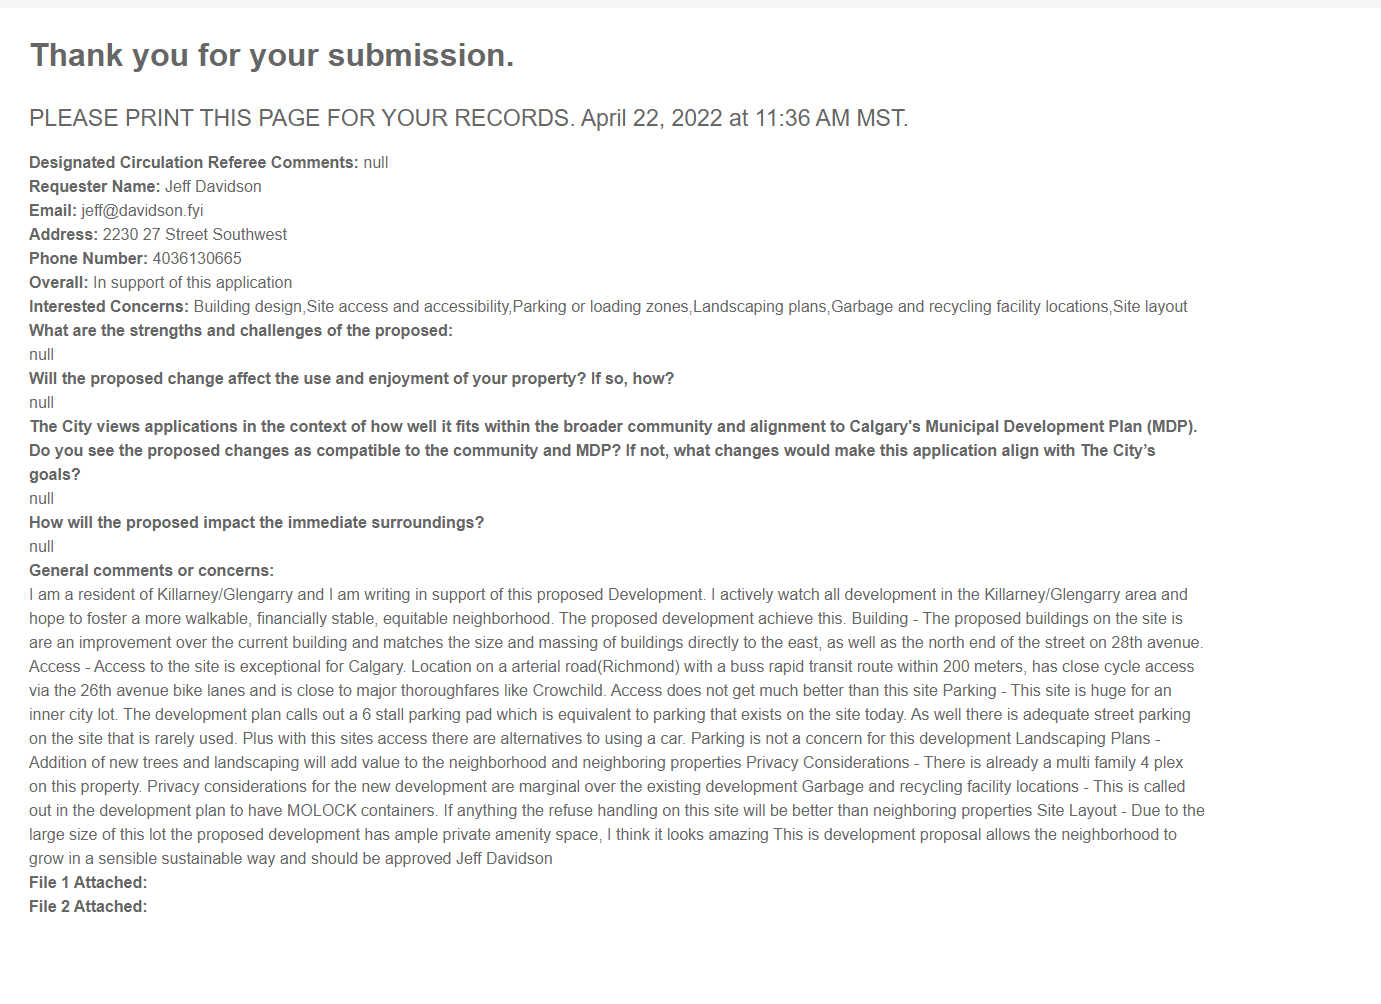 Thank you for your submission.
PLEASE PRINT THIS PAGE FOR YOUR RECORDS. April 22, 2022 at 11:36 AM MST.
Designated Circulation Referee Comments: null
Requester Name: Jeff Davidson
Email: jeff@davidson.fyi
Address: 2230 27 Street Southwest
Phone Number: 4036130665
Overall: In support of this application
Interested Concerns: Building design,Site access and accessibility,Parking or loading zones,Landscaping plans,Garbage and recycling facility locations,Site layout
What are the strengths and challenges of the proposed:
null
Will the proposed change affect the use and enjoyment of your property? If so, how?
null
The City views applications in the context of how well it fits within the broader community and alignment to Calgary's Municipal Development Plan (MDP).
Do you see the proposed changes as compatible to the community and MDP? If not, what changes would make this application align with The City’s
goals?
null
How will the proposed impact the immediate surroundings?
null
General comments or concerns:
I am a resident of Killarney/Glengarry and I am writing in support of this proposed Development. I actively watch all development in the Killarney/Glengarry area and
hope to foster a more walkable, financially stable, equitable neighborhood. The proposed development achieve this. Building - The proposed buildings on the site is
are an improvement over the current building and matches the size and massing of buildings directly to the east, as well as the north end of the street on 28th avenue.
Access - Access to the site is exceptional for Calgary. Location on a arterial road(Richmond) with a buss rapid transit route within 200 meters, has close cycle access
via the 26th avenue bike lanes and is close to major thoroughfares like Crowchild. Access does not get much better than this site Parking - This site is huge for an
inner city lot. The development plan calls out a 6 stall parking pad which is equivalent to parking that exists on the site today. As well there is adequate street parking
on the site that is rarely used. Plus with this sites access there are alternatives to using a car. Parking is not a concern for this development Landscaping Plans -
Addition of new trees and landscaping will add value to the neighborhood and neighboring properties Privacy Considerations - There is already a multi family 4 plex
on this property. Privacy considerations for the new development are marginal over the existing development Garbage and recycling facility locations - This is called
out in the development plan to have MOLOCK containers. If anything the refuse handling on this site will be better than neighboring properties Site Layout - Due to the
large size of this lot the proposed development has ample private amenity space, I think it looks amazing This is development proposal allows the neighborhood to
grow in a sensible sustainable way and should be approved Jeff Davidson
File 1 Attached:
File 2 Attached: